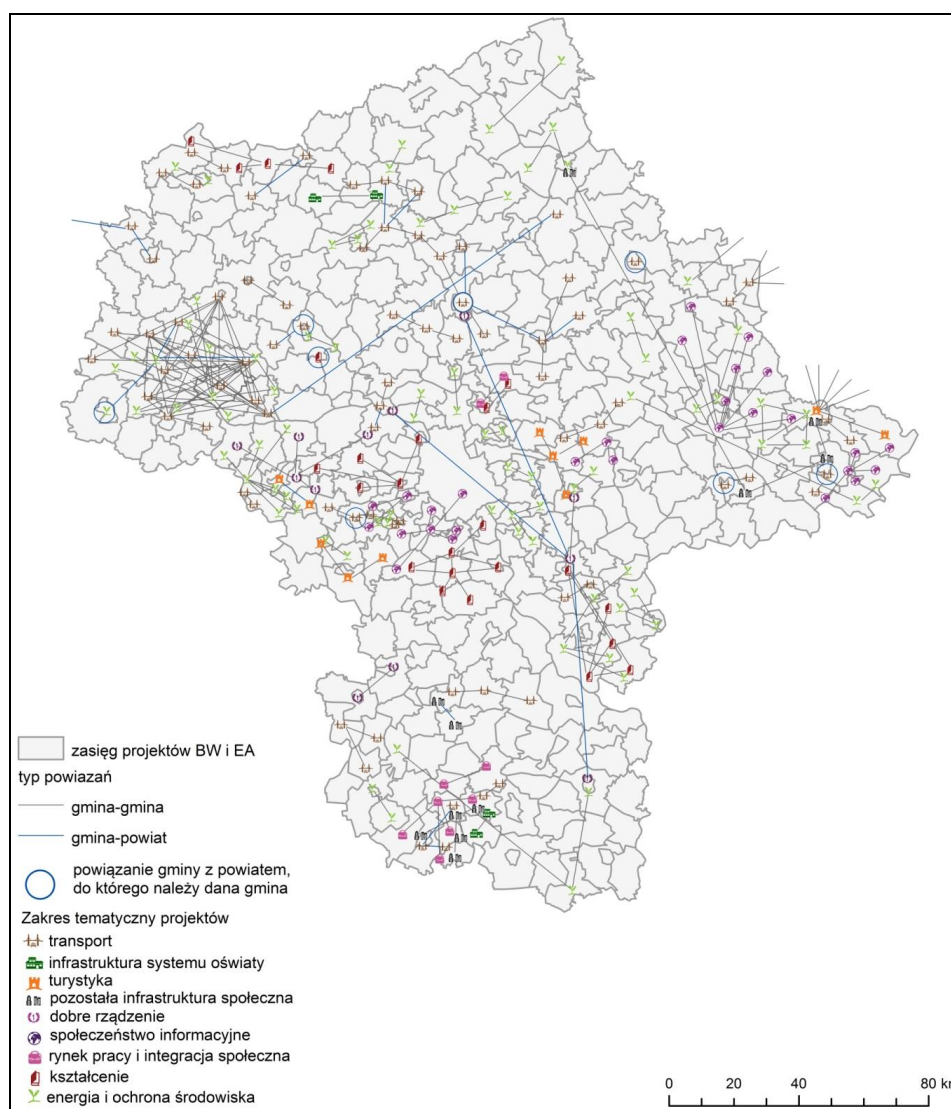 zasięg projektów BW i EA
typ powiazań
gmina-gmina
gmina-powiat
powiązanie gminy z powiatem,
do którego należy dana gmina
Zakres tematyczny projektów
transport
infrastruktura systemu oświaty
turystyka
pozostała infrastruktura społeczna
dobre rządzenie
społeczeństwo informacyjne
rynek pracy i integracja społeczna
kształcenie
energia i ochrona środowiska
0 20 40 80 km